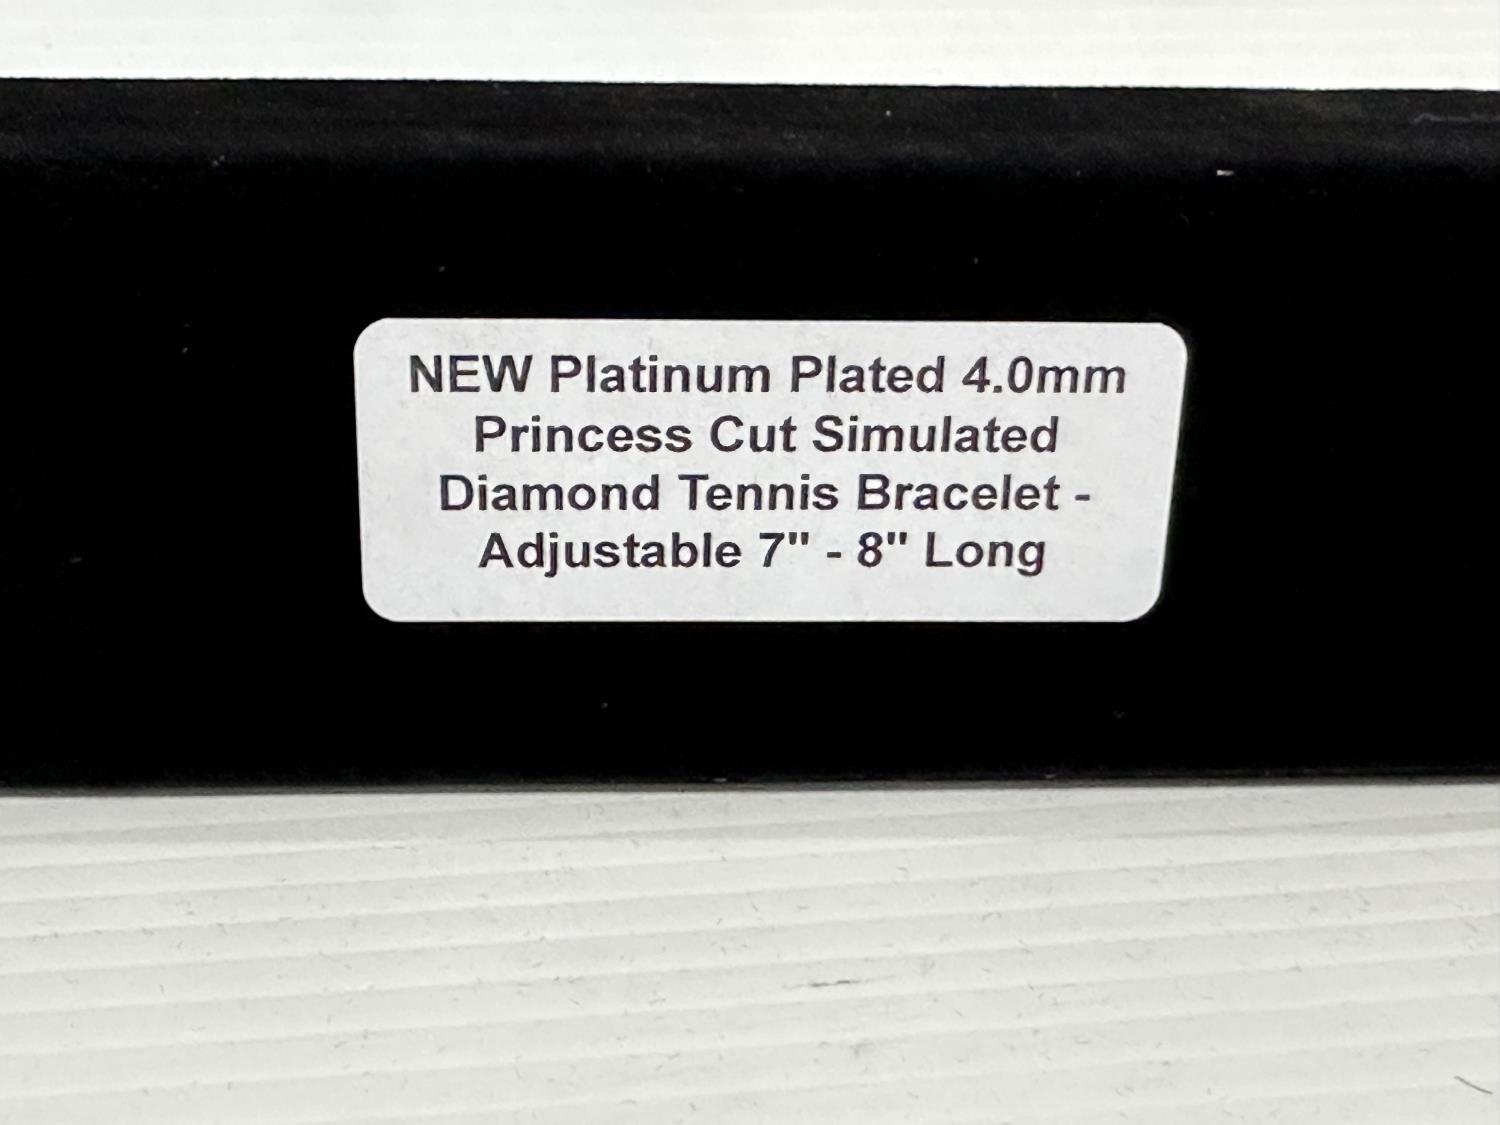 NEW Platinum Plated 4.0mm
Princess Cut Simulated
Diamond Tennis Bracelet -
Adjustable 7" - 8" Long